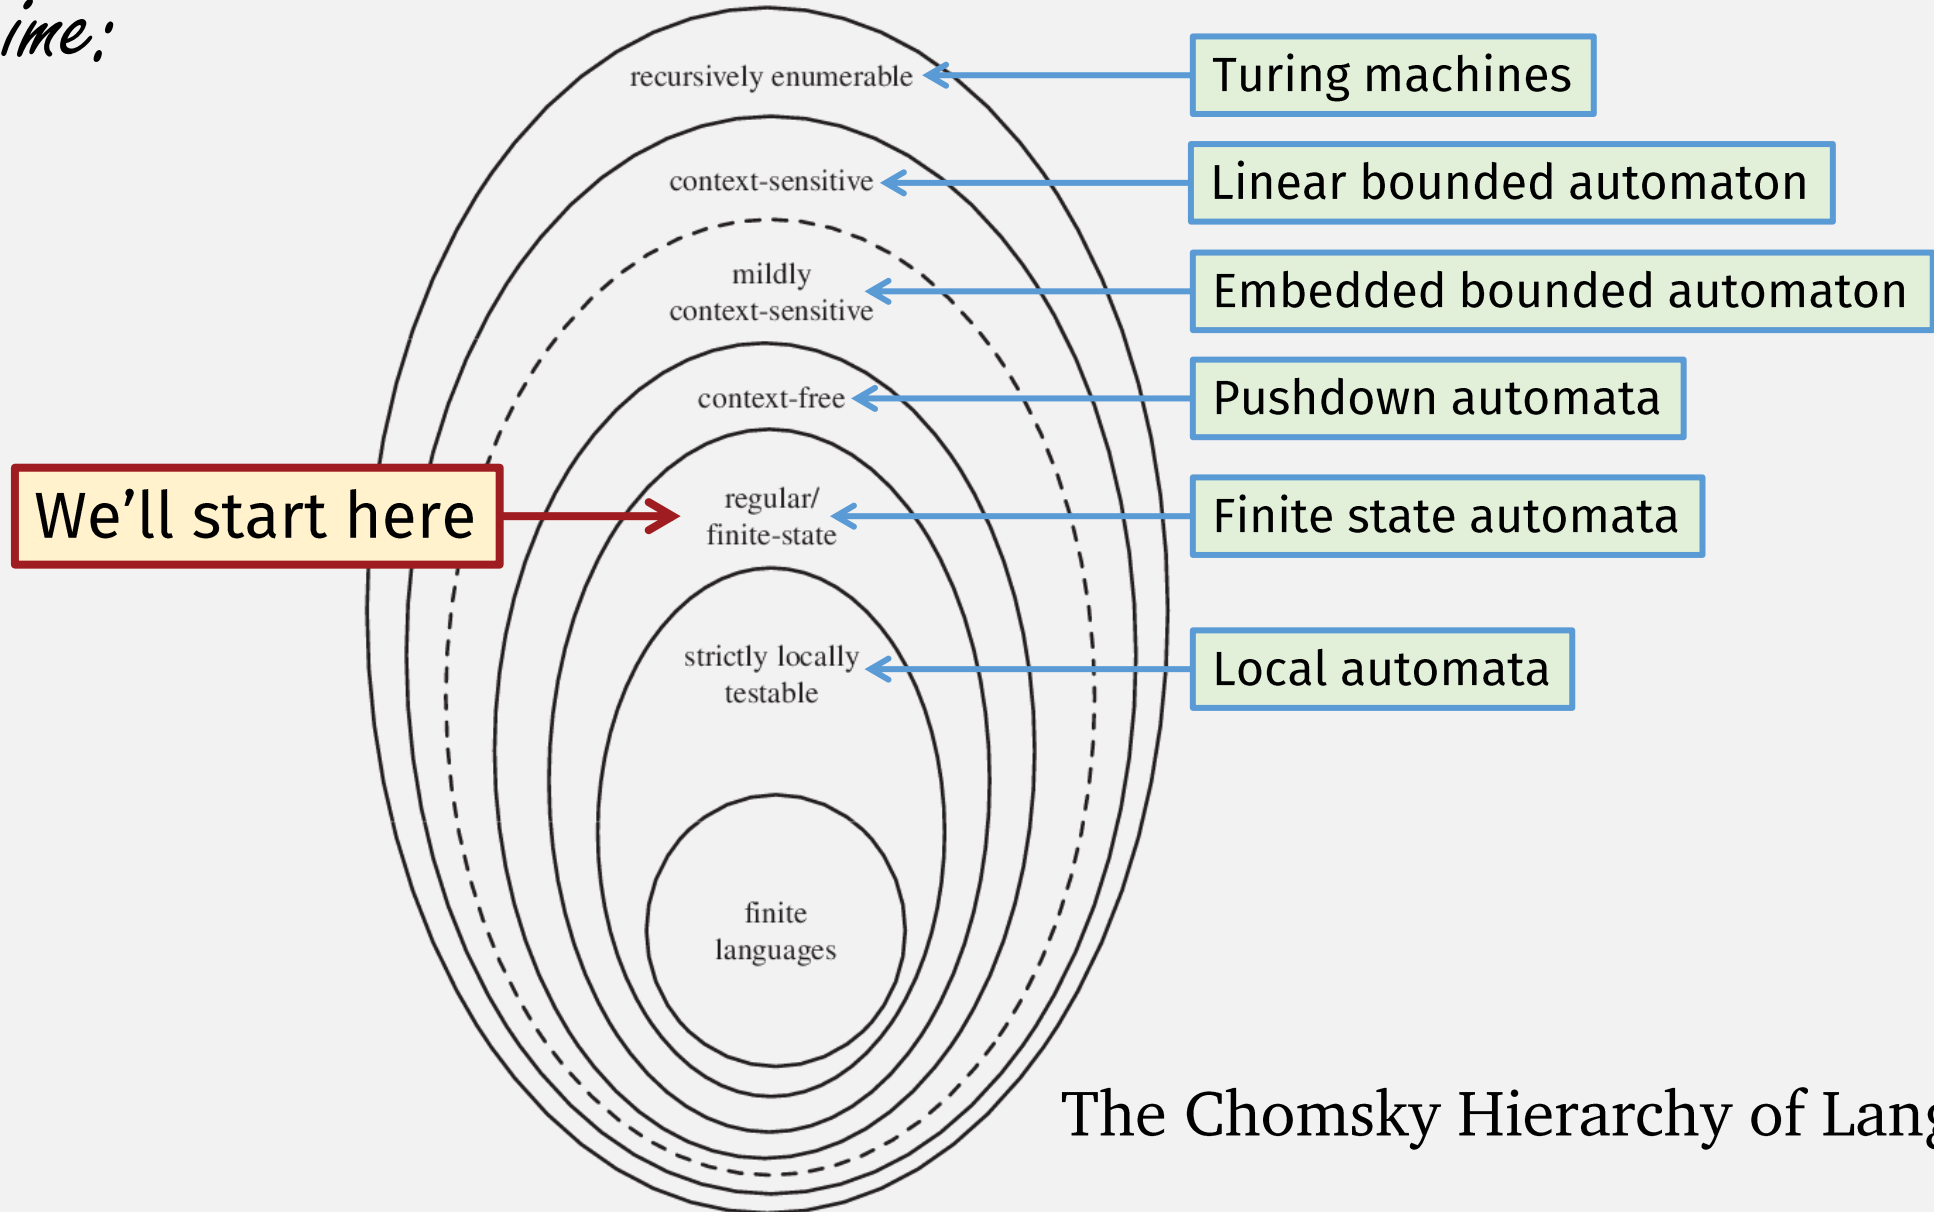 ime:
recursively enumerable
Turing machines
context-sensitive
Linear bounded automaton
mildly
context-sensitive
Embedded bounded automaton
context-free
Pushdown automata
We’ll start here
regular/
finite-state
Finite state automata
strictly locally
testable
Local automata
finite
languages
The Chomsky Hierarchy of Lang